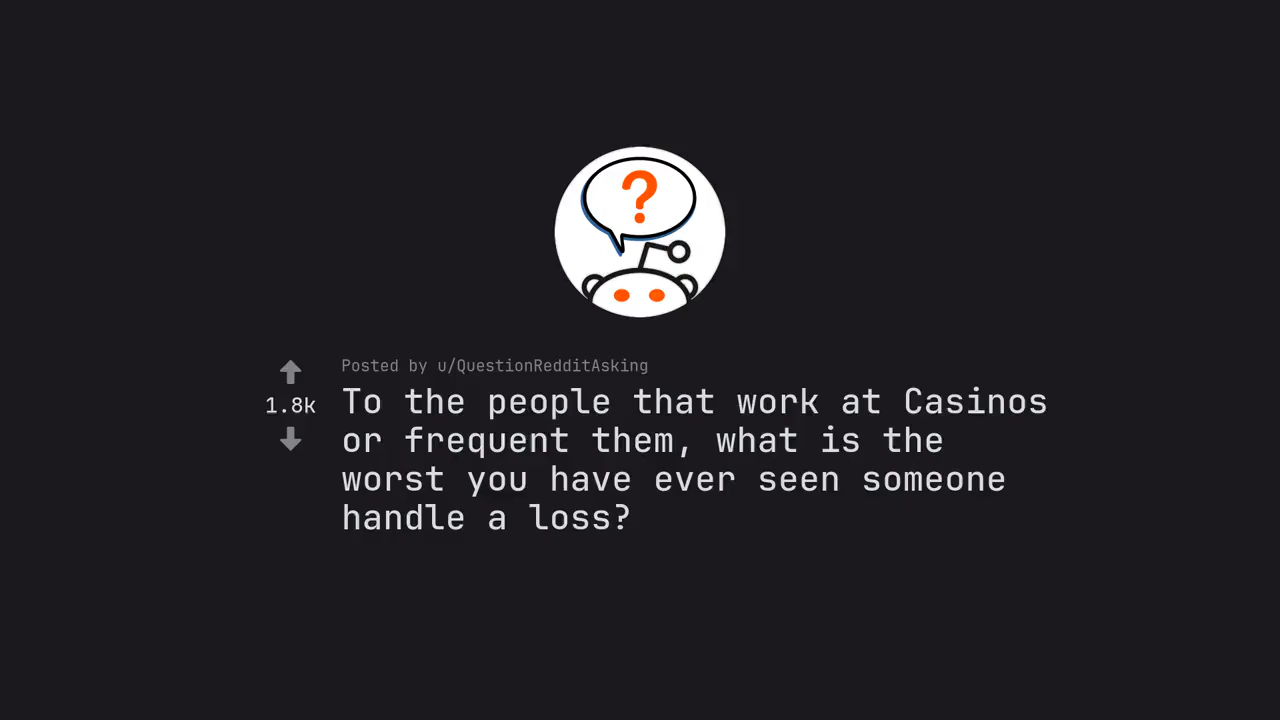 ?
Posted by u/QuestionRedditAsking
1.8k
To the people that work at Casinos
or frequent them, what is the
worst you have ever seen someone
handle a loss?